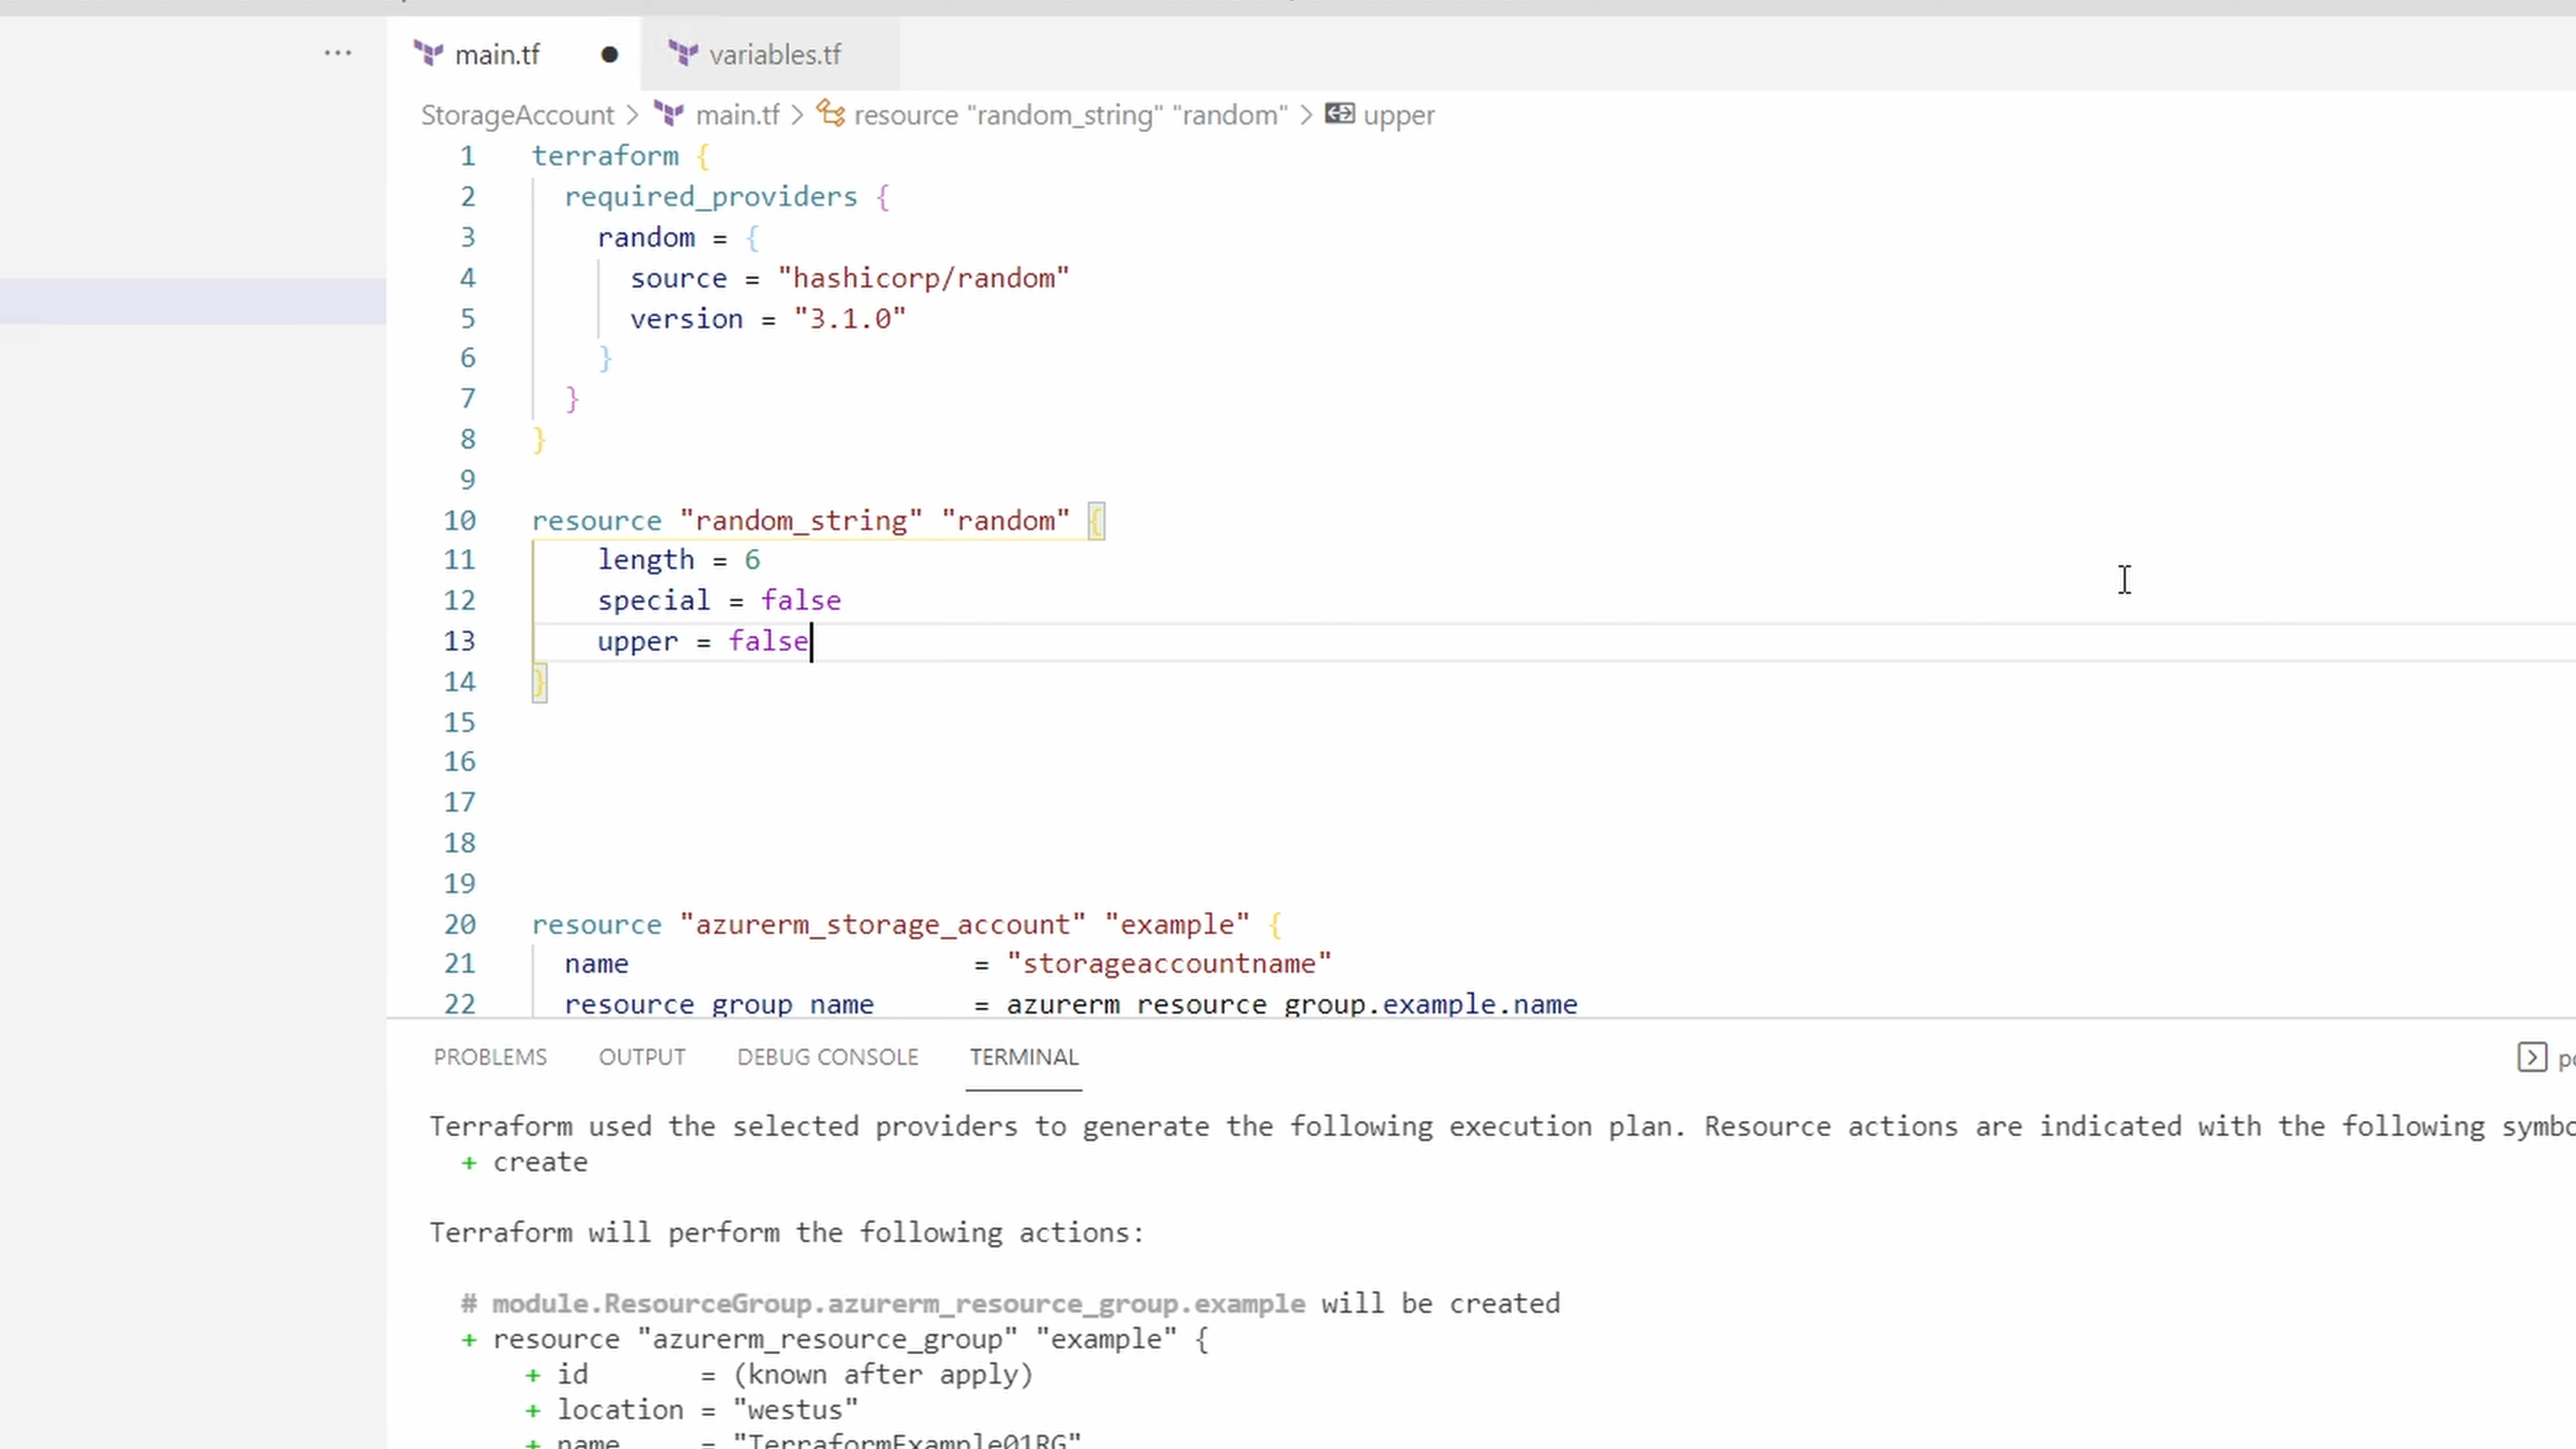 main.tf
variables.tf
StorageAccount > main.tf > resource "random_string" "random" > upper
1 terraform {
2   required_providers {
3     random = {
4       source = "hashicorp/random"
5       version = "3.1.0"
6     }
7   }
8 }
9
10 resource "random_string" "random" {
11     length = 6
12     special = false
13     upper = false
14 }
15
16
17
18
19
20 resource "azurerm_storage_account" "example" {
21   name                     = "storageaccountname"
22   resource_group_name      = azurerm_resource_group.example.name
PROBLEMS OUTPUT DEBUG CONSOLE TERMINAL
Terraform used the selected providers to generate the following execution plan. Resource actions are indicated with the following
  + create
Terraform will perform the following actions:
  # module.ResourceGroup.azurerm_resource_group.example will be created
  + resource "azurerm_resource_group" "example" {
      + id       = (known after apply)
      + location = "westus"
      + name     = "TerraformExample01RG"